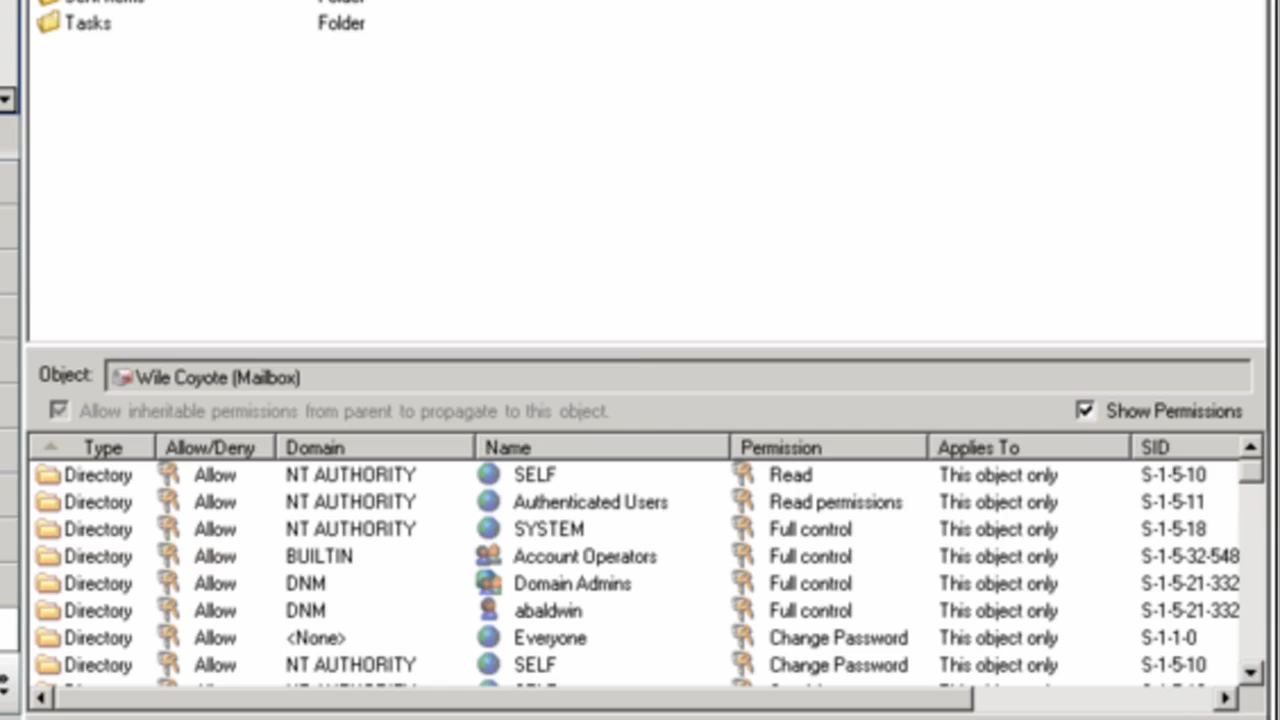 Tasks Folder
Object: Wile Coyote (Mailbox)
Allow inheritable permissions from parent to propagate to this object. Show Permissions
Type Allow/Deny Domain Name Permission Applies To SID
Directory Allow NT AUTHORITY SELF Read This object only S-1-5-10
Directory Allow NT AUTHORITY Authenticated Users Read permissions This object only S-1-5-11
Directory Allow NT AUTHORITY SYSTEM Full control This object only S-1-5-18
Directory Allow BUILTIN Account Operators Full control This object only S-1-5-32-548
Directory Allow DNM Domain Admins Full control This object only S-1-5-21-332
Directory Allow DNM abaldwin Full control This object only S-1-5-21-332
Directory Allow <None> Everyone Change Password This object only S-1-1-0
Directory Allow NT AUTHORITY SELF Change Password This object only S-1-5-10